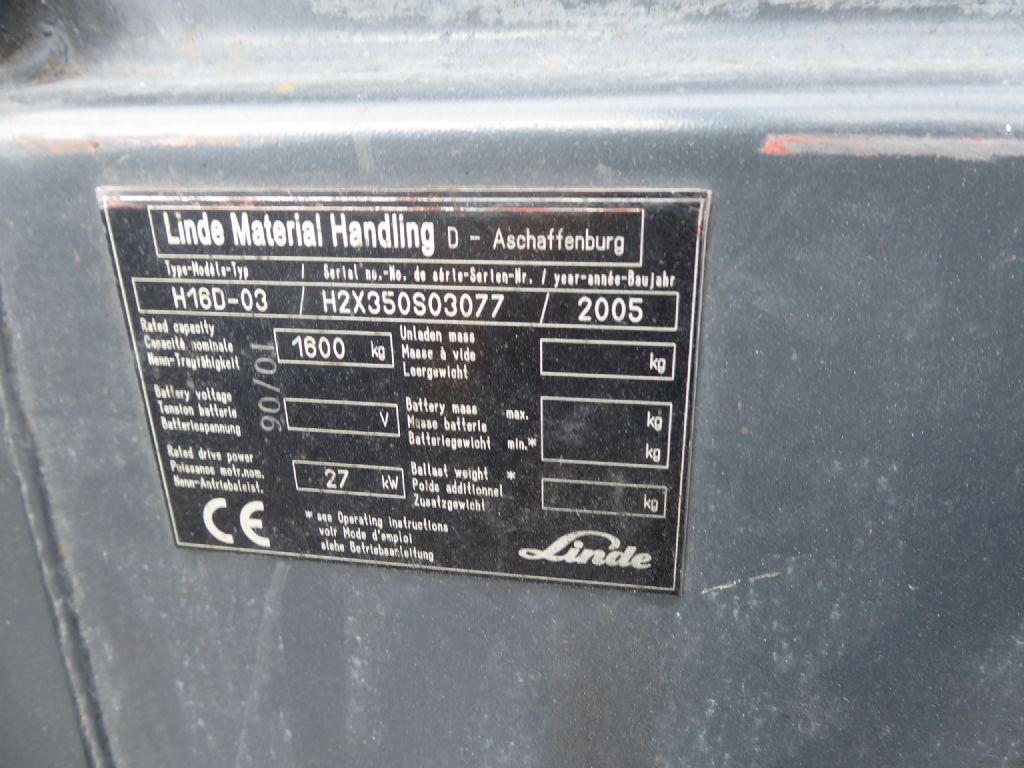 Linde Material Handling D - Aschaffenburg
Type-Modèle-Typ / Serial no.-No. de série-Serien-Nr. / year-année-Baujahr
H16D-03 / H2X350S03077 / 2005
Rated capacity
Capacité nominale
Nenn-Tragfähigkeit
1600 kg
Unladen mass
Masse à vide
Leergewicht
kg
Battery voltage
Tension batterie
Batteriespannung
V
Battery mass max. kg
Masse batterie
Batteriegewicht min.* kg
Rated drive power
Puissance motr.nom.
Nenn-Antriebsleist.
27 kW
Ballast weight *
Poids additionnel
Zusatzgewicht
kg
CE
* see Operating instructions
voir Mode d'emploi
siehe Betriebsanleitung
Linde
10/06